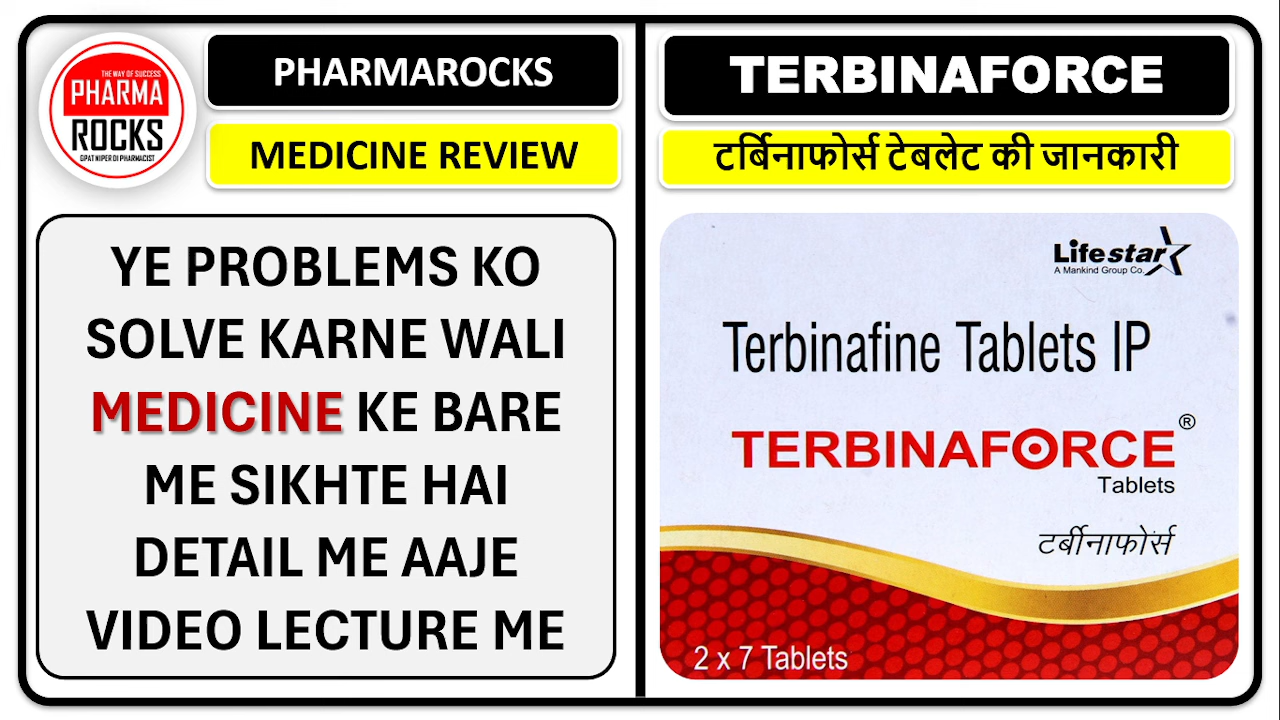 THE WAY OF SUCCESS
PHARMA
ROCKS
GPAT NIPER DI PHARMACIST
PHARMAROCKS
MEDICINE REVIEW
YE PROBLEMS KO
SOLVE KARNE WALI
MEDICINE KE BARE
ME SIKHTE HAI
DETAIL ME AAJE
VIDEO LECTURE ME
TERBINAFORCE
टर्बिनाफोर्स टेबलेट की जानकारी
Lifestar
A Mankind Group Co.
Terbinafine Tablets IP
TERBINAFORCE®
Tablets
टर्बीनाफोर्स
2 x 7 Tablets